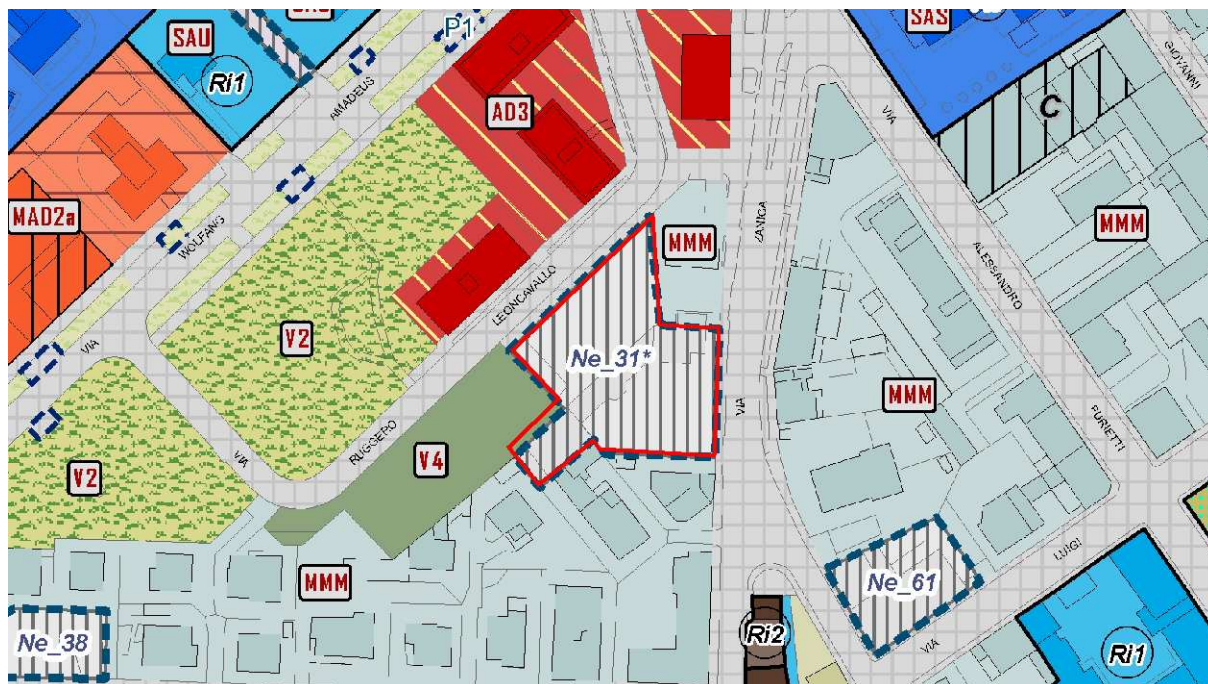 P1
SAU
SAS
Ri1
AMADEUS
GIOVANNI
C
VIA
AD3
MAD2a
WOLFANG
ZANICA
MMM
MMM
LEONCAVALLO
ALESSANDRO
V2
Ne_31*
VIA
MMM
VIA
FURIETTI
RUGGERO
V4
VIA
V2
LUIGI
MMM
Ne_61
Ne_38
Ri2
VIA
Ri1